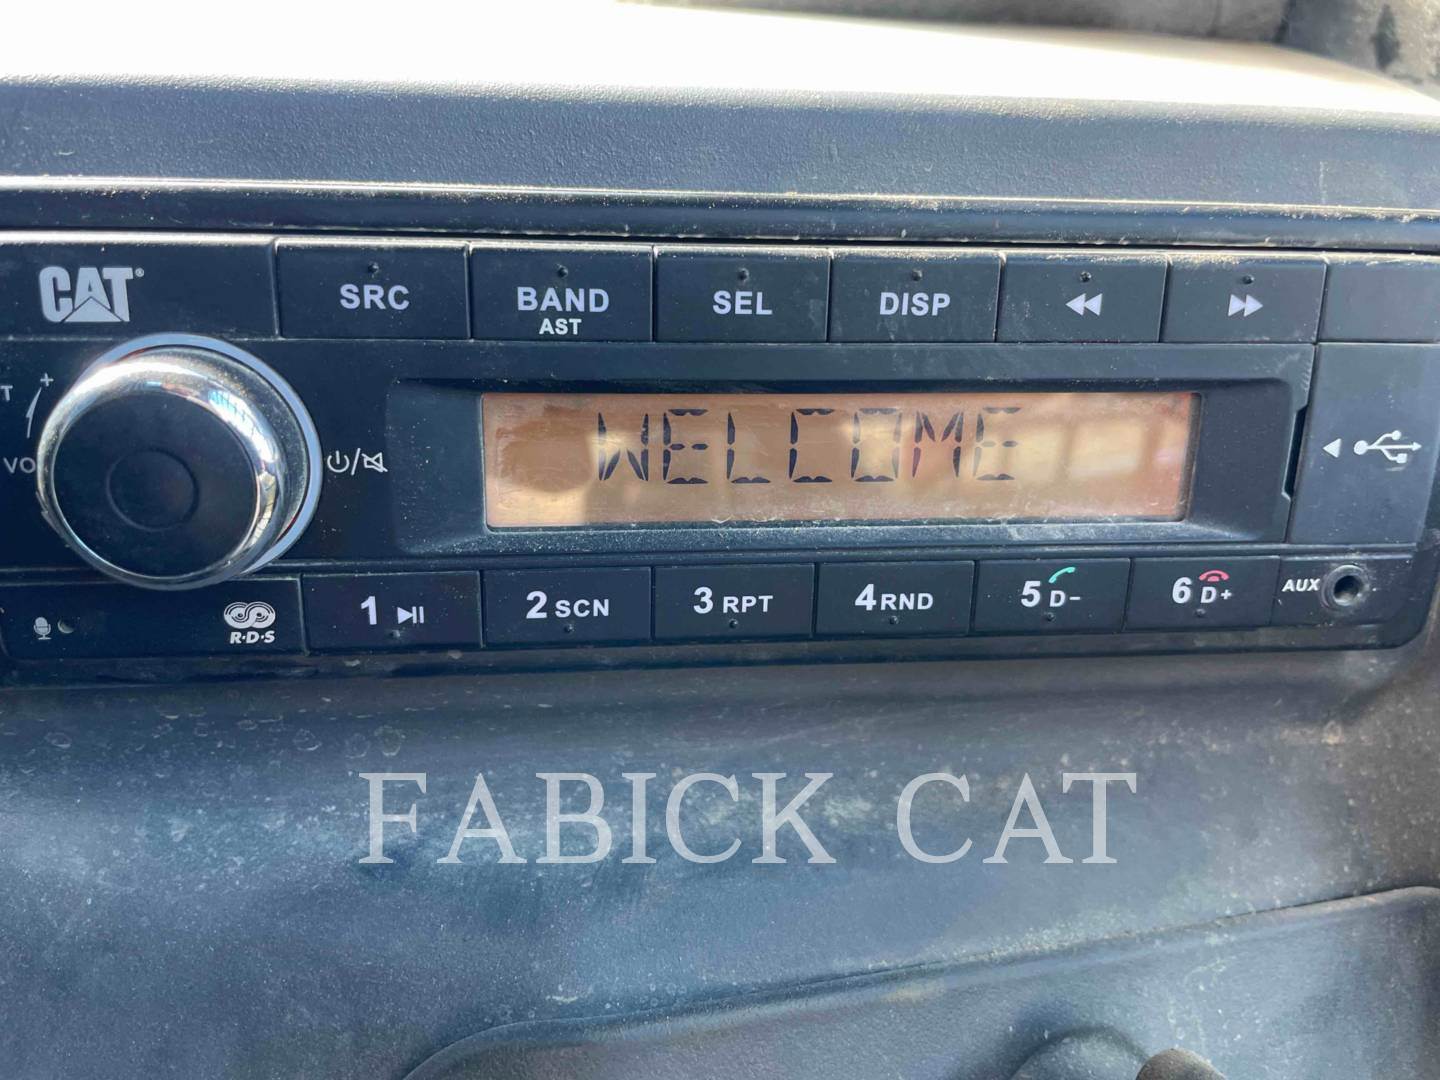 CAT®
SRC
BAND
AST
SEL
DISP
T
+
VO
WELCOME
R·D·S
1
2 SCN
3 RPT
4 RND
5 D-
6 D+
AUX
FABICK CAT